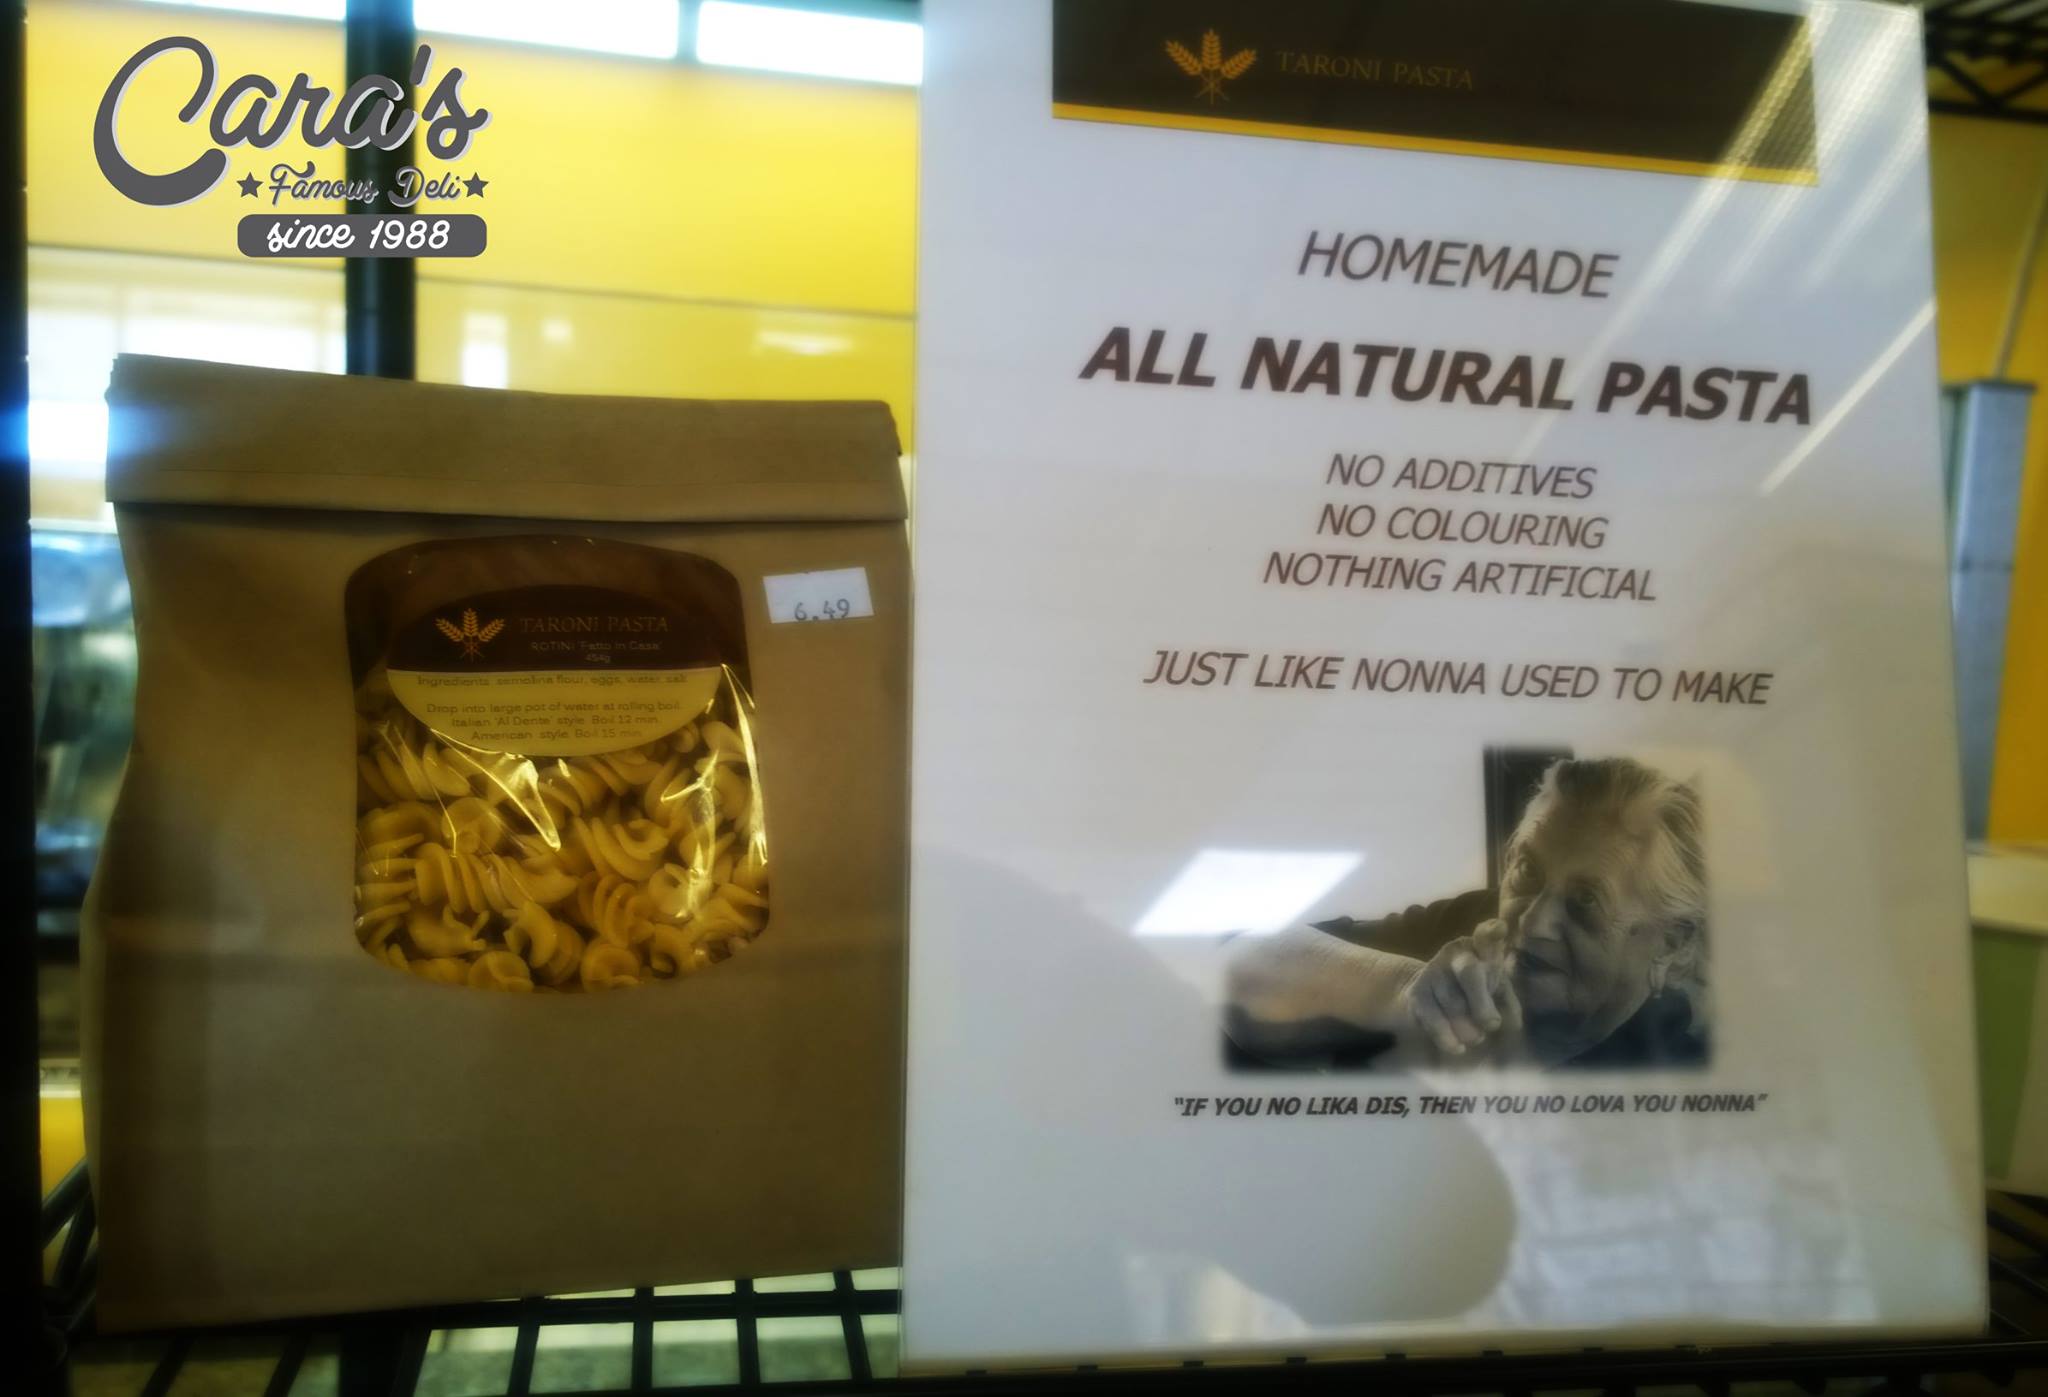 Cara's
Famous Deli
since 1988
TARONI PASTA
ROTINI 'Fatto In Casa'
454g
Ingredients: semolina flour, eggs, water, salt
Drop into large pot of water at rolling boil.
Italian 'Al Dente' style. Boil 12 min.
American style. Boil 15 min.
6.49
TARONI PASTA
HOMEMADE
ALL NATURAL PASTA
NO ADDITIVES
NO COLOURING
NOTHING ARTIFICIAL
JUST LIKE NONNA USED TO MAKE
"IF YOU NO LIKA DIS, THEN YOU NO LOVA YOU NONNA"